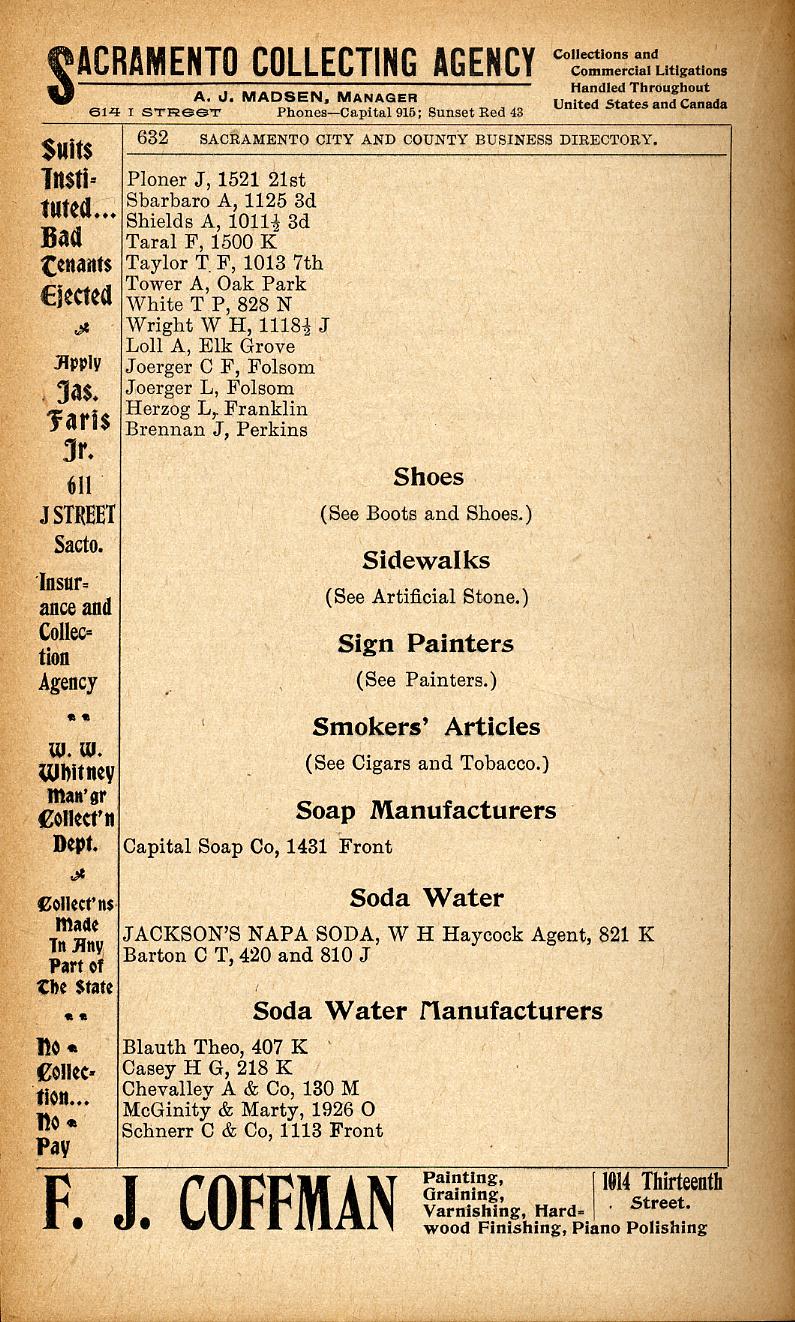 SACRAMENTO COLLECTING AGENCY
A. J. MADSEN, MANAGER
614 I STREET Phones—Capital 915; Sunset Red 43
Collections and
Commercial Litigations
Handled Throughout
United States and Canada
632 SACRAMENTO CITY AND COUNTY BUSINESS DIRECTORY.
Suits
Insti-
tuted...
Bad
Tenants
Ejected
Apply
Jas.
Faris
Jr.
611
J STREET
Sacto.
Insur-
ance and
Collec-
tion
Agency
W. W.
Whitney
Man'gr
Collect'n
Dept.
Collect'ns
Made
In Any
Part of
The State
No
Collec-
tion...
No
Pay
Ploner J, 1521 21st
Sbarbaro A, 1125 3d
Shields A, 1011½ 3d
Taral F, 1500 K
Taylor T F, 1013 7th
Tower A, Oak Park
White T P, 828 N
Wright W H, 1118½ J
Loll A, Elk Grove
Joerger C F, Folsom
Joerger L, Folsom
Herzog L, Franklin
Brennan J, Perkins
Shoes
(See Boots and Shoes.)
Sidewalks
(See Artificial Stone.)
Sign Painters
(See Painters.)
Smokers' Articles
(See Cigars and Tobacco.)
Soap Manufacturers
Capital Soap Co, 1431 Front
Soda Water
JACKSON'S NAPA SODA, W H Haycock Agent, 821 K
Barton C T, 420 and 810 J
Soda Water Manufacturers
Blauth Theo, 407 K
Casey H G, 218 K
Chevalley A & Co, 130 M
McGinity & Marty, 1926 O
Schnerr C & Co, 1113 Front
F. J. COFFMAN
Painting,
Graining,
Varnishing, Hard-
wood Finishing, Piano Polishing
1014 Thirteenth
Street.